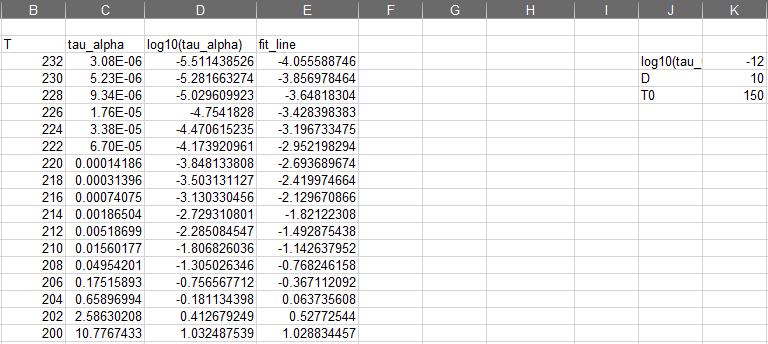 B C D E F G H I J K
T tau_alpha log10(tau_alpha) fit_line
232 3.08E-06 -5.511438526 -4.055588746 log10(tau_ -12
230 5.23E-06 -5.281663274 -3.856978464 D 10
228 9.34E-06 -5.029609923 -3.64818304 T0 150
226 1.76E-05 -4.7541828 -3.428398383
224 3.38E-05 -4.470615235 -3.196733475
222 6.70E-05 -4.173920961 -2.952198294
220 0.00014186 -3.848133808 -2.693689674
218 0.00031396 -3.503131127 -2.419974664
216 0.00074075 -3.130330456 -2.129670866
214 0.00186504 -2.729310801 -1.82122308
212 0.00518699 -2.285084547 -1.492875438
210 0.01560177 -1.806826036 -1.142637952
208 0.04954201 -1.305026346 -0.768246158
206 0.17515893 -0.756567712 -0.367112092
204 0.65896994 -0.181134398 0.063735608
202 2.58630208 0.412679249 0.52772544
200 10.7767433 1.032487539 1.028834457